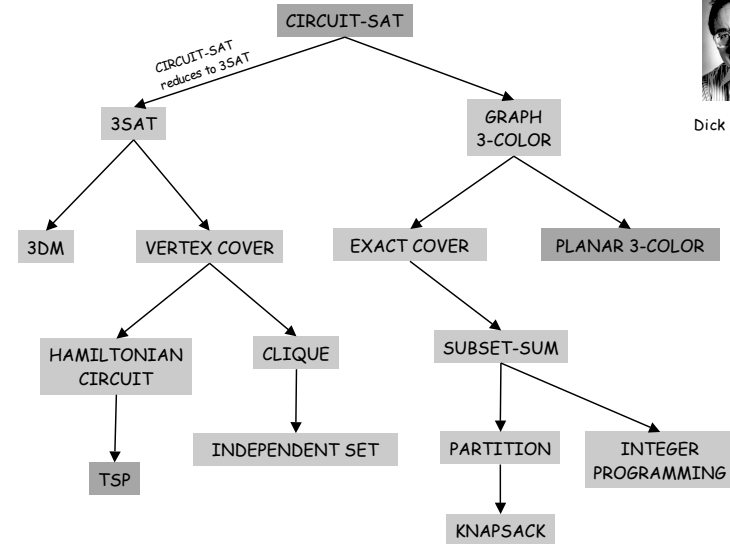 CIRCUIT-SAT
CIRCUIT-SAT
reduces to 3SAT
3SAT
GRAPH
3-COLOR
Dick
3DM
VERTEX COVER
EXACT COVER
PLANAR 3-COLOR
HAMILTONIAN
CIRCUIT
CLIQUE
SUBSET-SUM
INDEPENDENT SET
PARTITION
INTEGER
PROGRAMMING
TSP
KNAPSACK